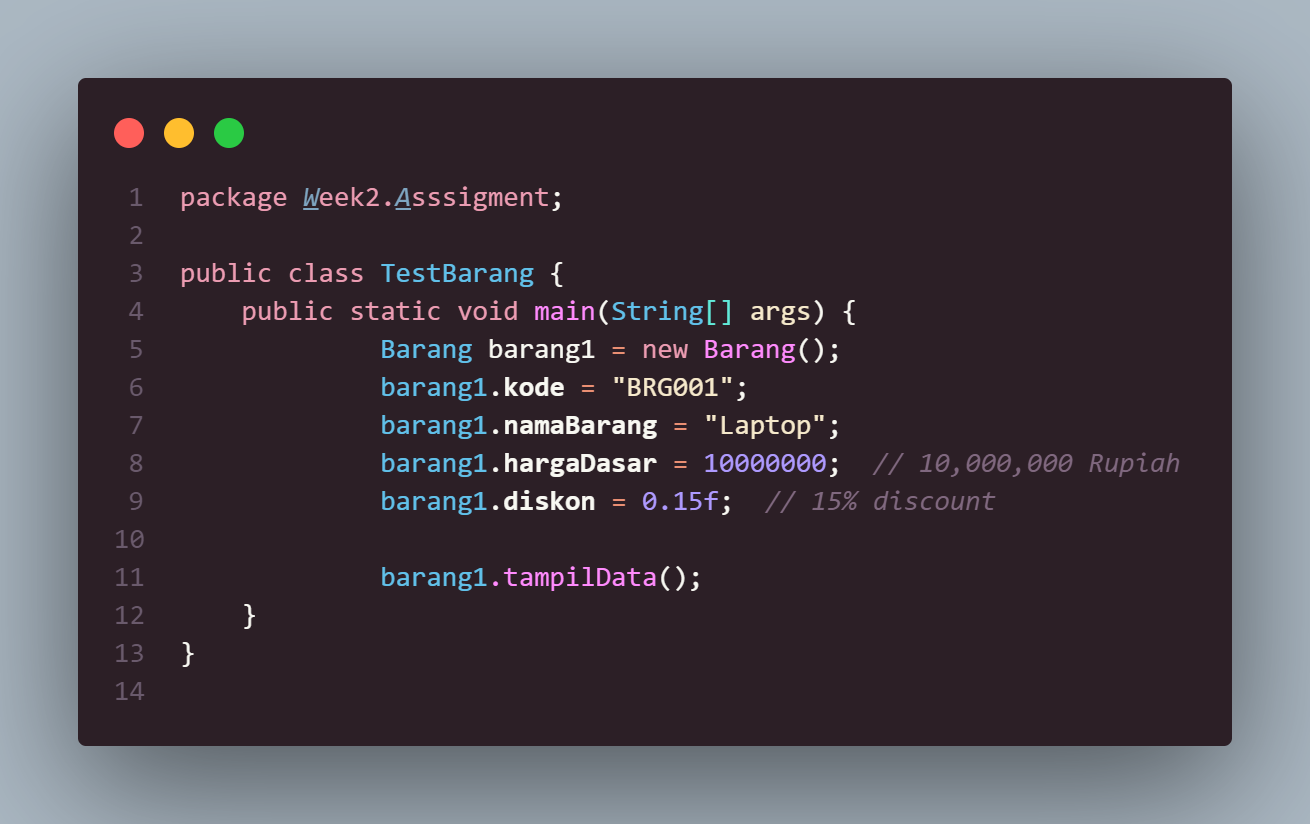 1 package Week2.Asssigment;
2
3 public class TestBarang {
4     public static void main(String[] args) {
5              Barang barang1 = new Barang();
6              barang1.kode = "BRG001";
7              barang1.namaBarang = "Laptop";
8              barang1.hargaDasar = 10000000;  // 10,000,000 Rupiah
9              barang1.diskon = 0.15f;  // 15% discount
10
11              barang1.tampilData();
12     }
13 }
14